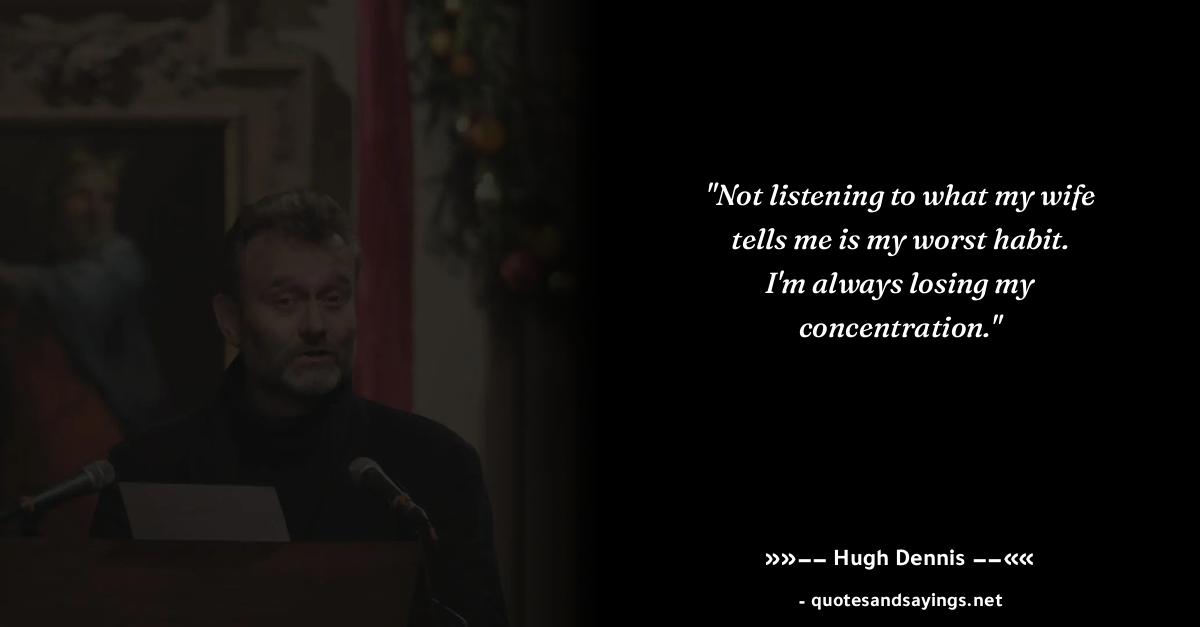 "Not listening to what my wife
tells me is my worst habit.
I'm always losing my
concentration."
»»−− Hugh Dennis −−««
- quotesandsayings.net